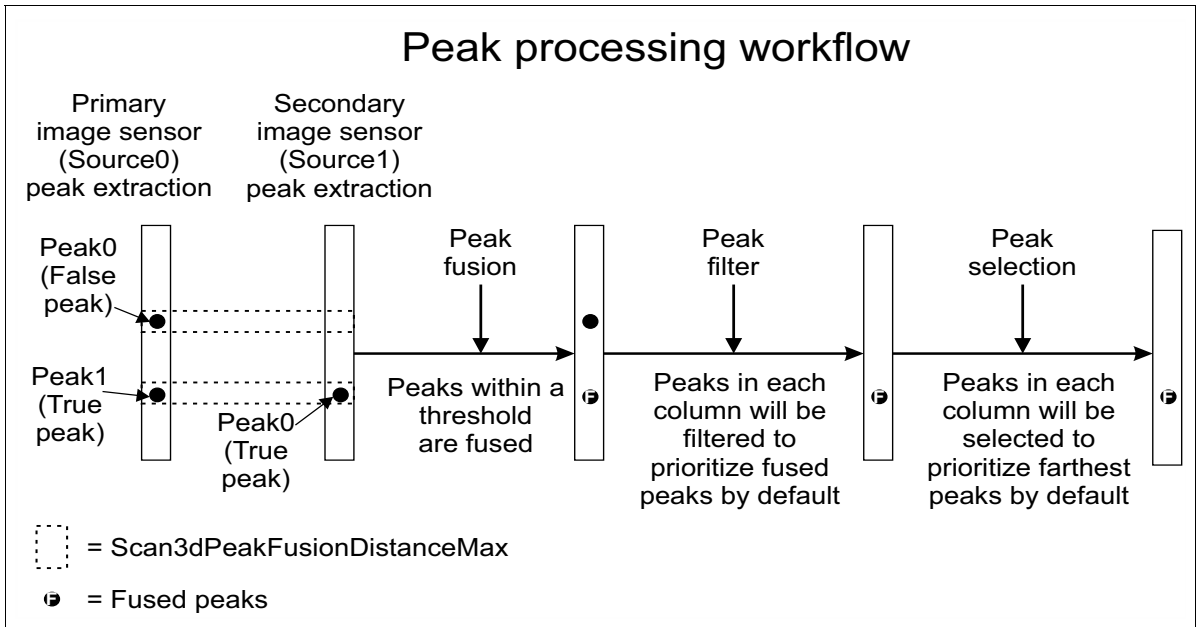 Peak processing workflow
Primary
image sensor
(Source0)
peak extraction
Secondary
image sensor
(Source1)
peak extraction
Peak0
(False
peak)
Peak1
(True
peak)
Peak0
(True
peak)
Peak
fusion
Peaks within a
threshold
are fused
Peak
filter
Peaks in each
column will be
filtered to
prioritize fused
peaks by default
Peak
selection
Peaks in each
column will be
selected to
prioritize farthest
peaks by default
F
F
F
= Scan3dPeakFusionDistanceMax
F = Fused peaks